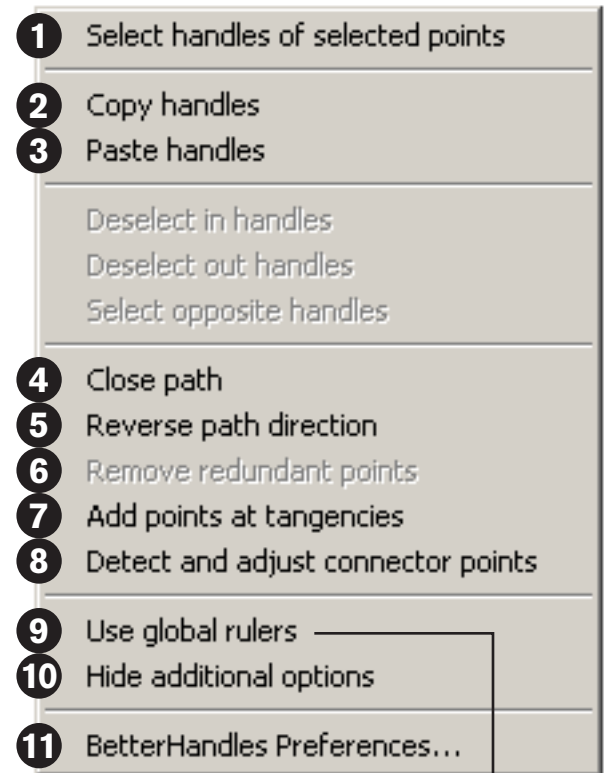 1 Select handles of selected points
2 Copy handles
3 Paste handles
Deselect in handles
Deselect out handles
Select opposite handles
4 Close path
5 Reverse path direction
6 Remove redundant points
7 Add points at tangencies
8 Detect and adjust connector points
9 Use global rulers
10 Hide additional options
11 BetterHandles Preferences...